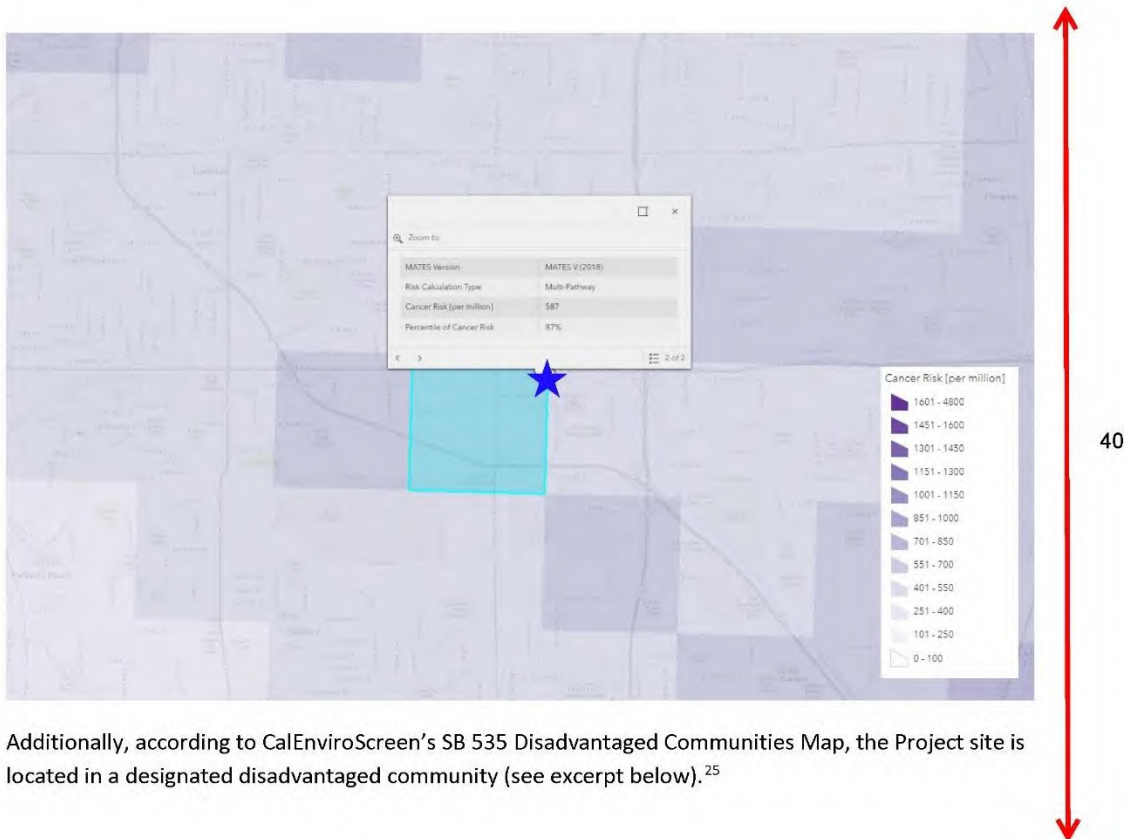 Zoom to
MATES Version MATES V (2018)
Risk Calculation Type Multi-Pathway
Cancer Risk [per million] 587
Percentile of Cancer Risk 87%
2 of 2
Cancer Risk [per million]
1601 - 4800
1451 - 1600
1301 - 1450
1151 - 1300
1001 - 1150
851 - 1000
701 - 850
551 - 700
401 - 550
251 - 400
101 - 250
0 - 100
40
Additionally, according to CalEnviroScreen's SB 535 Disadvantaged Communities Map, the Project site is
located in a designated disadvantaged community (see excerpt below).25